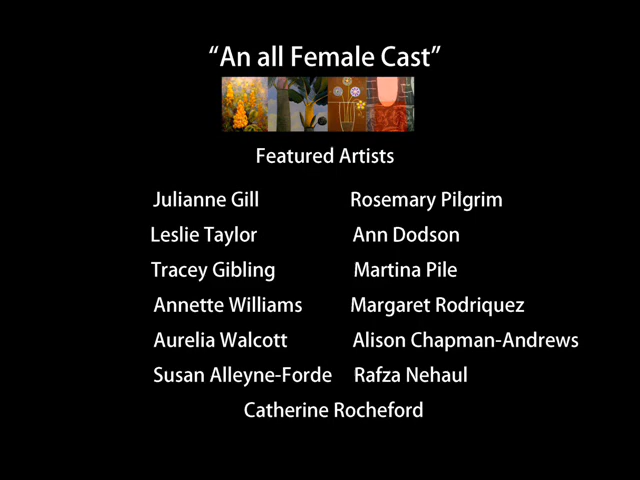 “An all Female Cast”
Featured Artists
Julianne Gill Rosemary Pilgrim
Leslie Taylor Ann Dodson
Tracey Gibling Martina Pile
Annette Williams Margaret Rodriquez
Aurelia Walcott Alison Chapman-Andrews
Susan Alleyne-Forde Rafza Nehaul
Catherine Rocheford